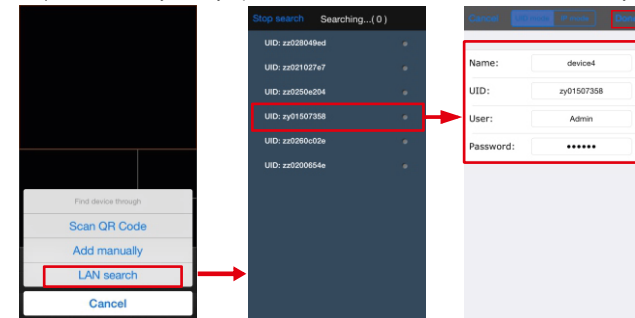 Find device through
Scan QR Code
Add manually
LAN search
Cancel
Stop search Searching...( 0 )
UID: zz028049ed
UID: zz021027e7
UID: zz0250e204
UID: zy01507358
UID: zz0260c02e
UID: zz0200654e
Cancel
Name: device4
UID: zy01507358
User: Admin
Password: ••••••